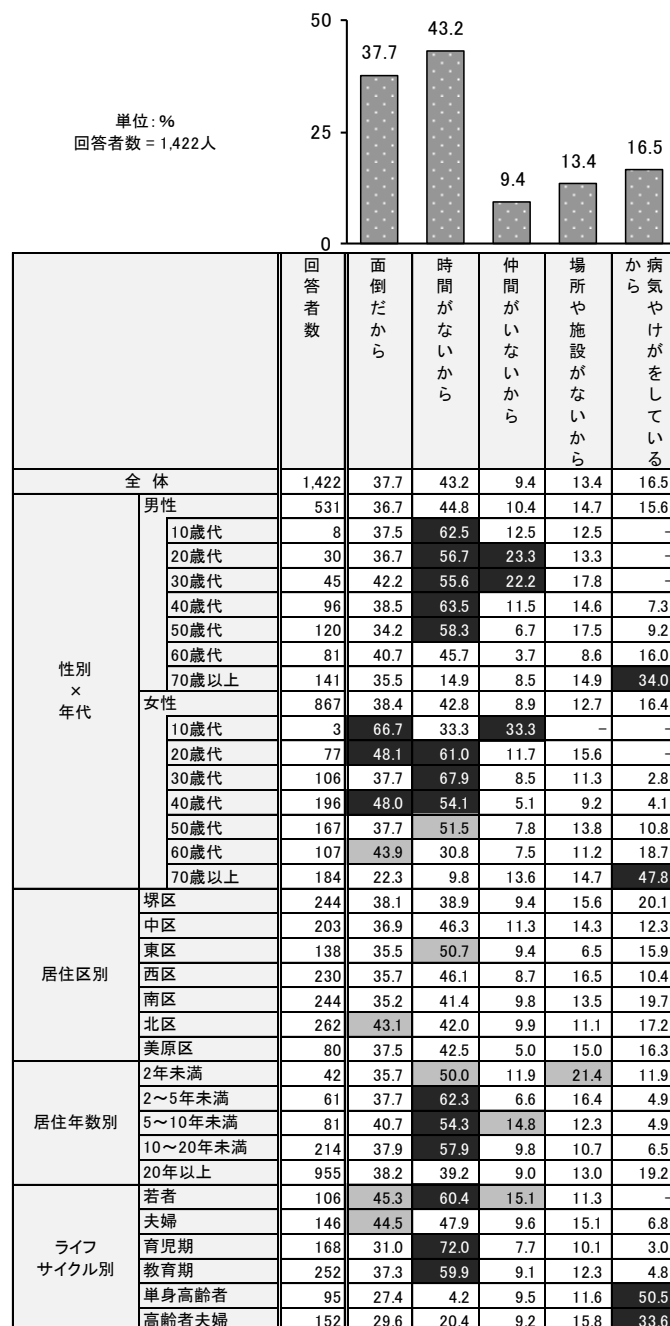 50
25
0
37.7
43.2
9.4
13.4
16.5
単位：％
回答者数 = 1,422人
回答者数
面倒だから
時間がないから
仲間がいないから
場所や施設がないから
病気やけがをしているから
全 体 1,422 37.7 43.2 9.4 13.4 16.5
性別×年代
男性 531 36.7 44.8 10.4 14.7 15.6
10歳代 8 37.5 62.5 12.5 12.5 -
20歳代 30 36.7 56.7 23.3 13.3 -
30歳代 45 42.2 55.6 22.2 17.8 -
40歳代 96 38.5 63.5 11.5 14.6 7.3
50歳代 120 34.2 58.3 6.7 17.5 9.2
60歳代 81 40.7 45.7 3.7 8.6 16.0
70歳以上 141 35.5 14.9 8.5 14.9 34.0
女性 867 38.4 42.8 8.9 12.7 16.4
10歳代 3 66.7 33.3 33.3 - -
20歳代 77 48.1 61.0 11.7 15.6 -
30歳代 106 37.7 67.9 8.5 11.3 2.8
40歳代 196 48.0 54.1 5.1 9.2 4.1
50歳代 167 37.7 51.5 7.8 13.8 10.8
60歳代 107 43.9 30.8 7.5 11.2 18.7
70歳以上 184 22.3 9.8 13.6 14.7 47.8
居住区別
堺区 244 38.1 38.9 9.4 15.6 20.1
中区 203 36.9 46.3 11.3 14.3 12.3
東区 138 35.5 50.7 9.4 6.5 15.9
西区 230 35.7 46.1 8.7 16.5 10.4
南区 244 35.2 41.4 9.8 13.5 19.7
北区 262 43.1 42.0 9.9 11.1 17.2
美原区 80 37.5 42.5 5.0 15.0 16.3
居住年数別
2年未満 42 35.7 50.0 11.9 21.4 11.9
2～5年未満 61 37.7 62.3 6.6 16.4 4.9
5～10年未満 81 40.7 54.3 14.8 12.3 4.9
10～20年未満 214 37.9 57.9 9.8 10.7 6.5
20年以上 955 38.2 39.2 9.0 13.0 19.2
ライフサイクル別
若者 106 45.3 60.4 15.1 11.3 -
夫婦 146 44.5 47.9 9.6 15.1 6.8
育児期 168 31.0 72.0 7.7 10.1 3.0
教育期 252 37.3 59.9 9.1 12.3 4.8
単身高齢者 95 27.4 4.2 9.5 11.6 50.5
高齢者夫婦 152 29.6 20.4 9.2 15.8 33.6